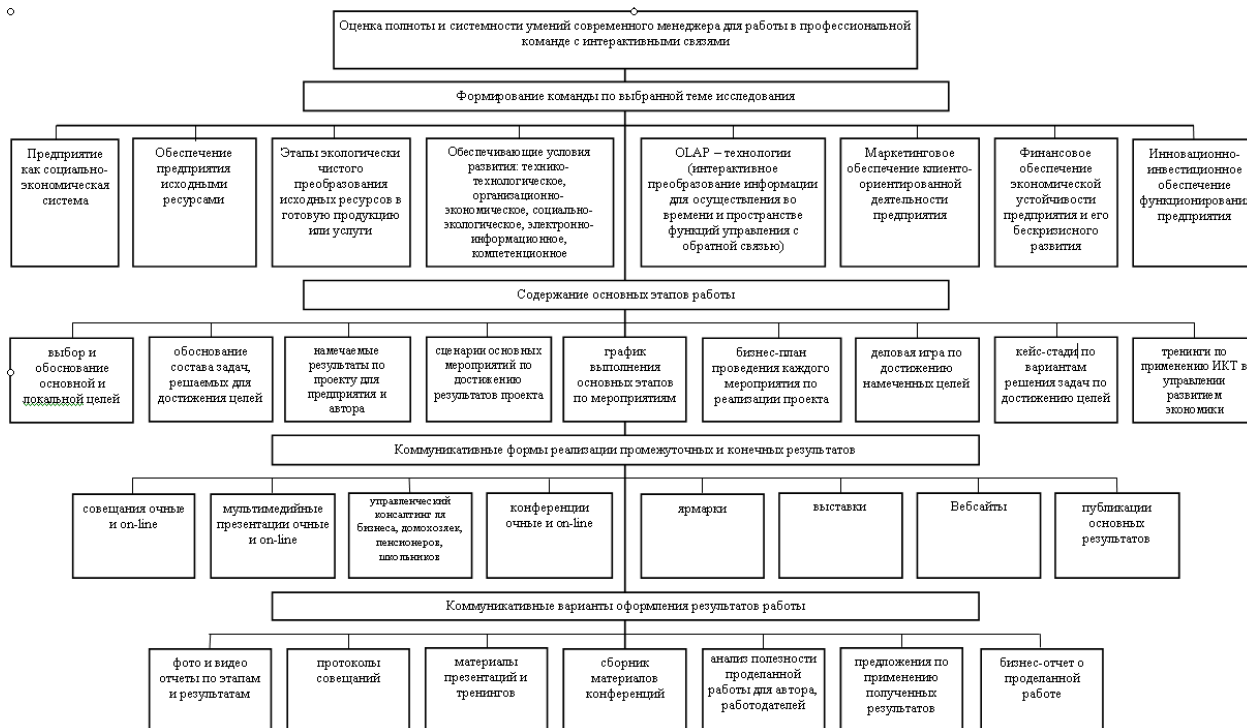 Оценка полноты и системности умений современного менеджера для работы в профессиональной
команде с интерактивными связями
Формирование команды по выбранной теме исследования
Предприятие
как социально-
экономическая
система
Обеспечение
предприятия
исходными
ресурсами
Этапы экологически
чистого
преобразования
исходных ресурсов в
готовую продукцию
или услуги
Обеспечивающие условия
развития: технико-
технологическое,
организационно-
экономическое, социально-
экологическое, электронно-
информационное,
компетенционное
OLAP – технологии
(интерактивное
преобразование информации
для осуществления во
времени и пространстве
функций управления с
обратной связью)
Маркетинговое
обеспечение клиенто-
ориентированной
деятельности
предприятия
Финансовое
обеспечение
экономической
устойчивости
предприятия и его
бескризисного
развития
Инновационно-
инвестиционное
обеспечение
функционирования
предприятия
Содержание основных этапов работы
выбор и
обоснование
основной и
локальной целей
обоснование
состава задач,
решаемых для
достижения целей
намечаемые
результаты по
проекту для
предприятия и
автора
сценарии основных
мероприятий по
достижению
результатов проекта
график
выполнения
основных этапов
по мероприятиям
бизнес-план
проведения каждого
мероприятия по
реализации проекта
деловая игра по
достижению
намеченных целей
кейс-стади по
вариантам
решения задач по
достижению целей
тренинги по
применению ИКТ в
управлении
развитием
экономики
Коммуникативные формы реализации промежуточных и конечных результатов
совещания очные
и on-line
мультимедийные
презентации очные
и on-line
управленческий
консалтинг ля
бизнеса, домохозяек,
пенсионеров,
школьников
конференции
очные и on-line
ярмарки
выставки
Вебсайты
публикации
основных
результатов
Коммуникативные варианты оформления результатов работы
фото и видео
отчеты по этапам
и результатам
протоколы
совещаний
материалы
презентаций и
тренингов
сборник
материалов
конференций
анализ полезности
проделанной
работы для автора,
работодателей
предложения по
применению
полученных
результатов
бизнес-отчет о
проделанной
работе